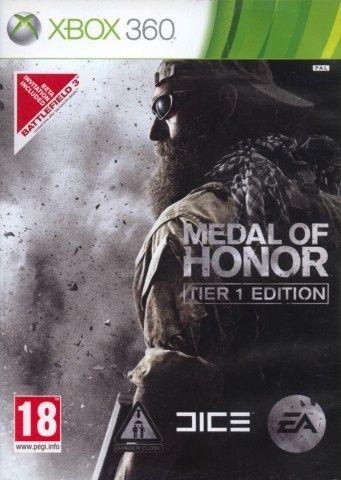 XBOX 360
PAL
BETA
INVITATION
INCLUDED
BATTLEFIELD 3
MEDAL OF
HONOR
TIER 1 EDITION
18
www.pegi.info
DANGER CLOSE
DICE
EA